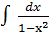 ∫ dx/(1−x²)